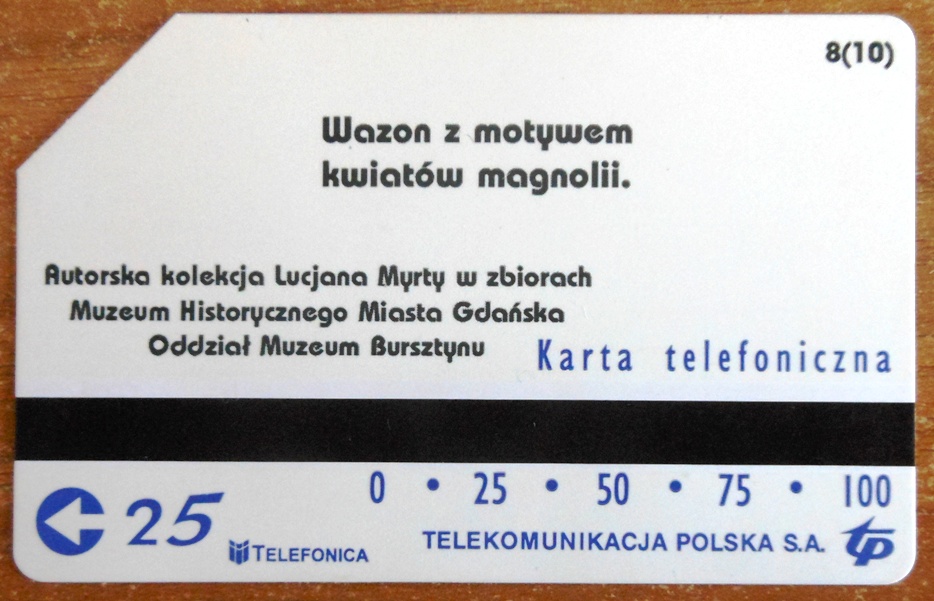 8(10)
Wazon z motywem
kwiatów magnolii.
Autorska kolekcja Lucjana Myrty w zbiorach
Muzeum Historycznego Miasta Gdańska
Oddział Muzeum Bursztynu
Karta telefoniczna
0 • 25 • 50 • 75 • 100
25
TELEFONICA
TELEKOMUNIKACJA POLSKA S.A.
tp